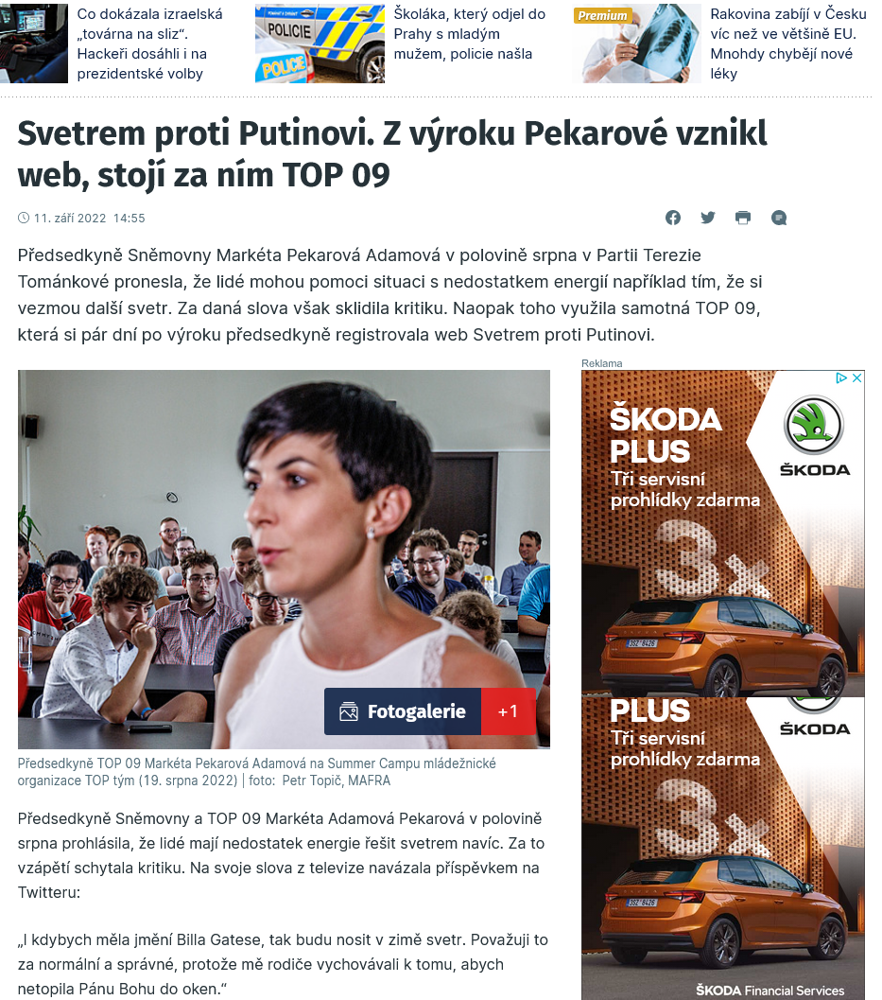 Co dokázala izraelská
„továrna na sliz“.
Hackeři dosáhli i na
prezidentské volby
POLICIE
POLICIE
Školáka, který odjel do
Prahy s mladým
mužem, policie našla
Premium
Rakovina zabíjí v Česku
víc než ve většině EU.
Mnohdy chybějí nové
léky
Svetrem proti Putinovi. Z výroku Pekarové vznikl
web, stojí za ním TOP 09
11. září 2022 14:55
Předsedkyně Sněmovny Markéta Pekarová Adamová v polovině srpna v Partii Terezie
Tománkové pronesla, že lidé mohou pomoci situaci s nedostatkem energií například tím, že si
vezmou další svetr. Za daná slova však sklidila kritiku. Naopak toho využila samotná TOP 09,
která si pár dní po výroku předsedkyně registrovala web Svetrem proti Putinovi.
Fotogalerie
+1
Předsedkyně TOP 09 Markéta Pekarová Adamová na Summer Campu mládežnické
organizace TOP tým (19. srpna 2022) | foto: Petr Topič, MAFRA
Předsedkyně Sněmovny a TOP 09 Markéta Adamová Pekarová v polovině
srpna prohlásila, že lidé mají nedostatek energie řešit svetrem navíc. Za to
vzápětí schytala kritiku. Na svoje slova z televize navázala příspěvkem na
Twitteru:
„I kdybych měla jmění Billa Gatese, tak budu nosit v zimě svetr. Považuji to
za normální a správné, protože mě rodiče vychovávali k tomu, abych
netopila Pánu Bohu do oken.“
Reklama
ŠKODA
PLUS
Tři servisní
prohlídky zdarma
ŠKODA
3x
3SZ 8426
PLUS
Tři servisní
prohlídky zdarma
ŠKODA
3x
3SZ 8426
ŠKODA Financial Services